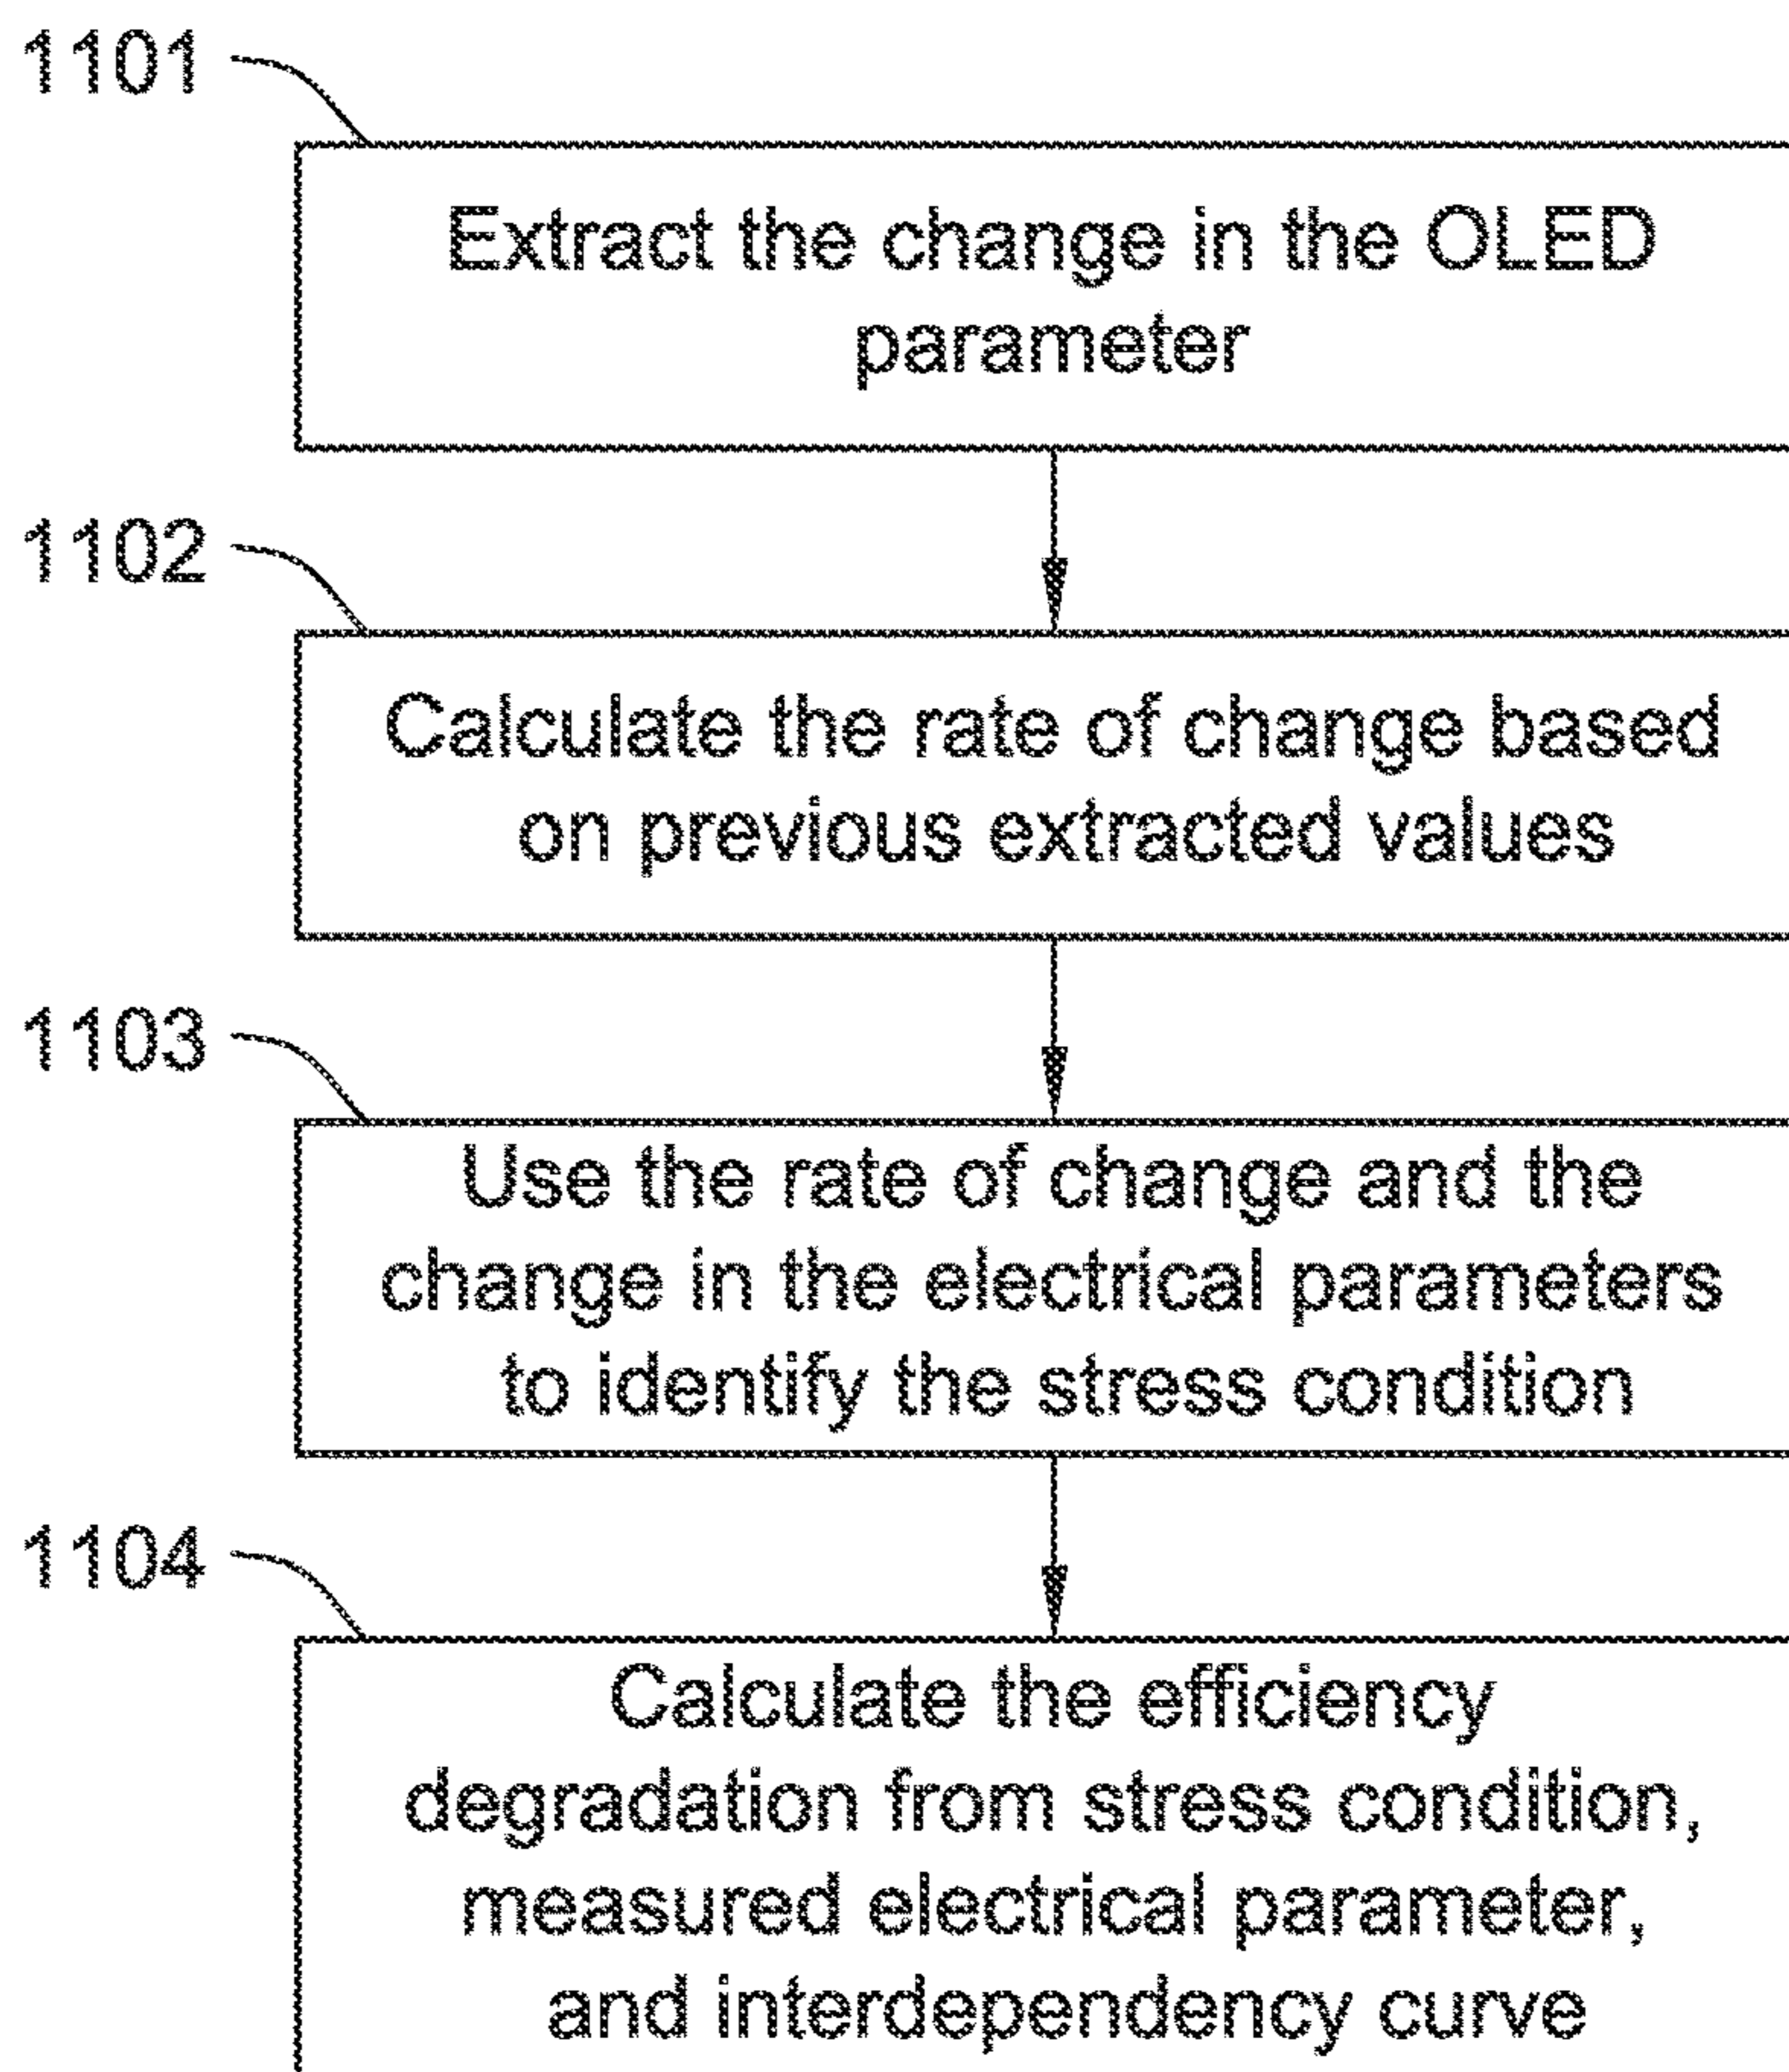 1101
Extract the change in the OLED
parameter
1102
Calculate the rate of change based
on previous extracted values
1103
Use the rate of change and the
change in the electrical parameters
to identify the stress condition
1104
Calculate the efficiency
degradation from stress condition,
measured electrical parameter,
and interdependency curve